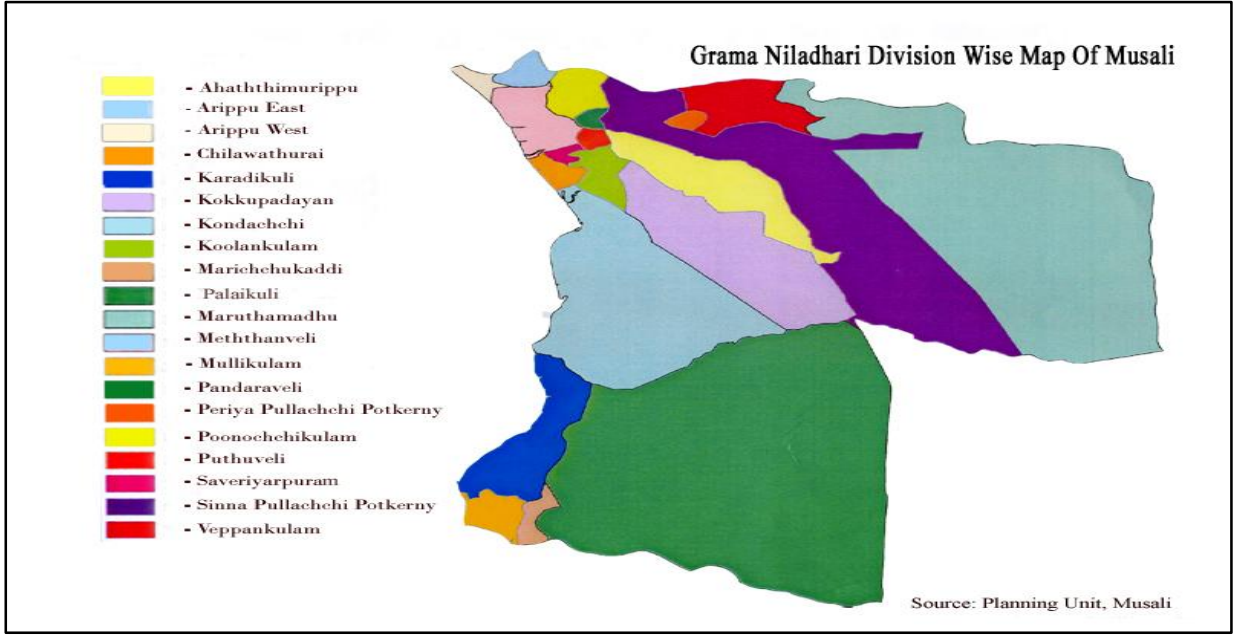 Grama Niladhari Division Wise Map Of Musali
- Ahaththimurippu
- Arippu East
- Arippu West
- Chilawathurai
- Karadikuli
- Kokkupadayan
- Kondachchi
- Koolankulam
- Marichchukaddi
- Palaikuli
- Maruthamadhu
- Meththanveli
- Mullikulam
- Pandaraveli
- Periya Pullachchi Potkerny
- Poonochchikulam
- Puthuveli
- Saveriyarpuram
- Sinna Pullachchi Potkerny
- Veppankulam
Source: Planning Unit, Musali